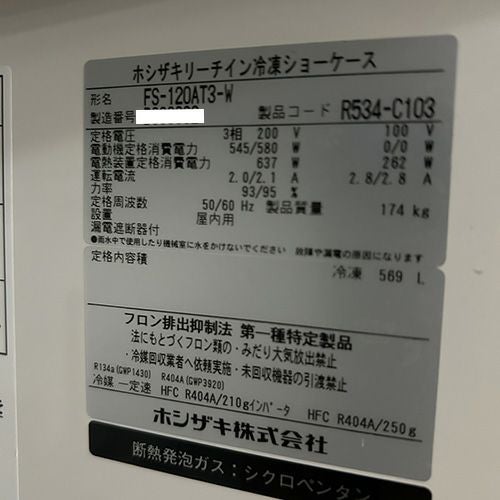 ホシザキリーチイン冷凍ショーケース
形名 FS-120AT3-W
製造番号 製品コード R534-C103
定格電圧 3相 200 V 100 V
電動機定格消費電力 545/580 W 0/0 W
電熱装置定格消費電力 637 W 262 W
運転電流 2.0/2.1 A 2.8/2.8 A
力率 93/95 %
定格周波数 50/60 Hz 製品質量 174 kg
設置 屋内用
漏電遮断器付
●雨水中で使用したり機械室に水をかけないでください 故障や漏電の原因になります
定格内容積
冷凍 569 L
フロン排出抑制法 第一種特定製品
法にもとづくフロン類の・みだり大気放出禁止
・冷媒回収業者へ依頼実施・未回収機器の引渡禁止
R134a(GWP1430) R404A(GWP3920)
冷媒 一定速 HFC R404A/210gインバータ HFC R404A/250g
ホシザキ株式会社
断熱発泡ガス：シクロペンタン